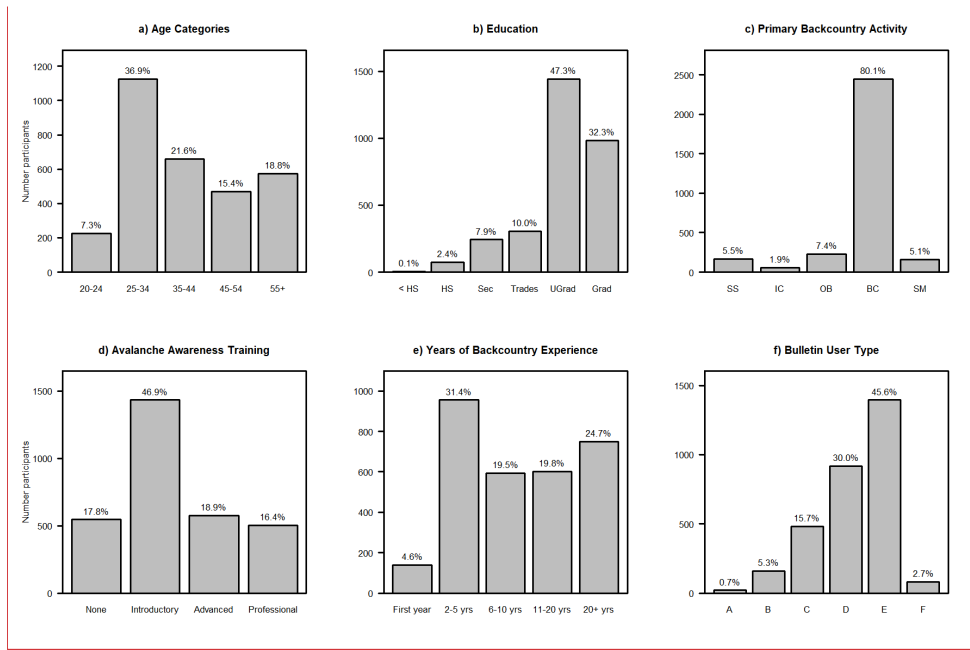 a) Age Categories
Number participants
1200
1000
800
600
400
200
0
7.3%
36.9%
21.6%
15.4%
18.8%
20-24
25-34
35-44
45-54
55+
b) Education
1500
1000
500
0
0.1%
2.4%
7.9%
10.0%
47.3%
32.3%
< HS
HS
Sec
Trades
UGrad
Grad
c) Primary Backcountry Activity
2500
2000
1500
1000
500
0
5.5%
1.9%
7.4%
80.1%
5.1%
SS
IC
OB
BC
SM
d) Avalanche Awareness Training
Number participants
1500
1000
500
0
17.8%
46.9%
18.9%
16.4%
None
Introductory
Advanced
Professional
e) Years of Backcountry Experience
1000
800
600
400
200
0
4.6%
31.4%
19.5%
19.8%
24.7%
First year
2-5 yrs
6-10 yrs
11-20 yrs
20+ yrs
f) Bulletin User Type
1500
1000
500
0
0.7%
5.3%
15.7%
30.0%
45.6%
2.7%
A
B
C
D
E
F